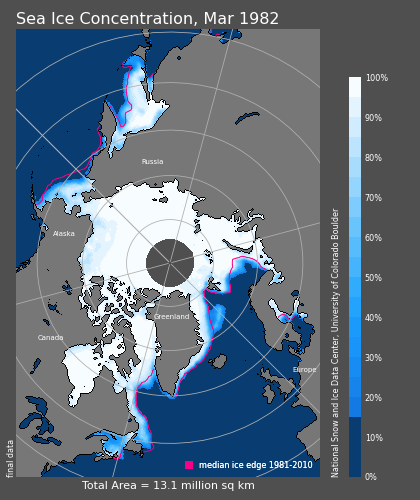 Sea Ice Concentration, Mar 1982
Russia
Alaska
Canada
Greenland
Europe
median ice edge 1981-2010
final data
Total Area = 13.1 million sq km
100%
90%
80%
70%
60%
50%
40%
30%
20%
10%
0%
National Snow and Ice Data Center, University of Colorado Boulder